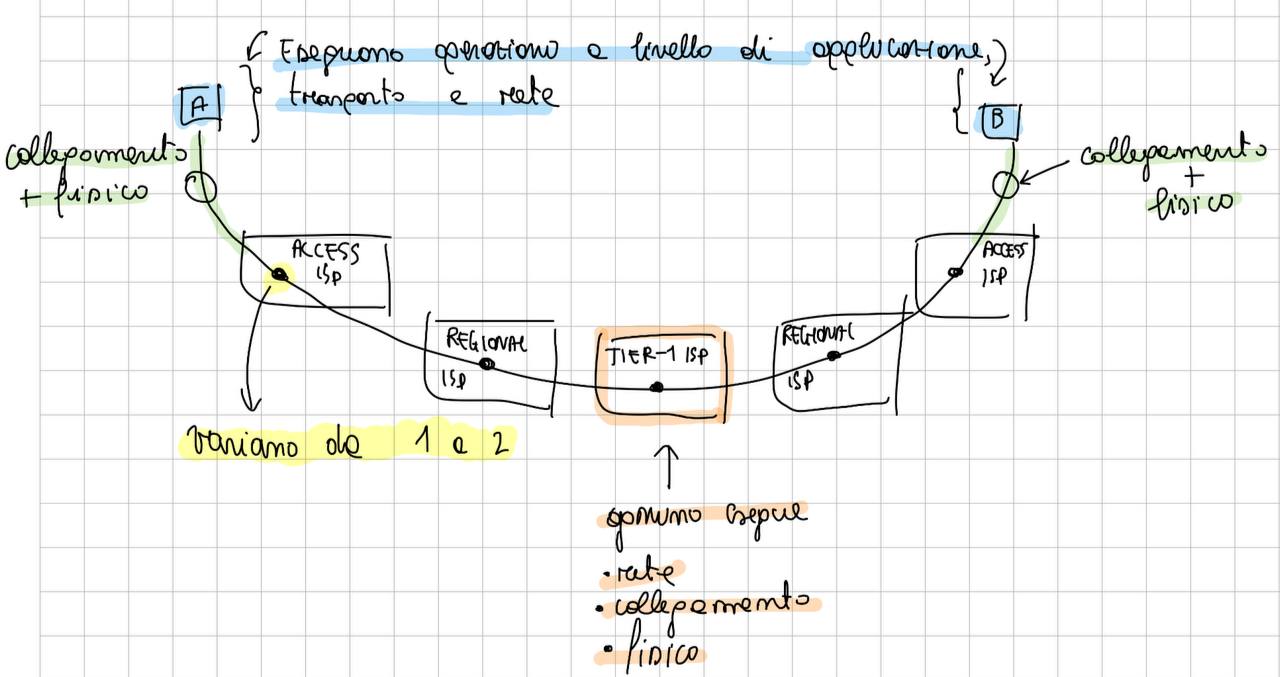 Eseguono operazioni a livello di applicazione,
trasporto e rete
A
B
collegamento
+ fisico
collegamento
+
fisico
ACCESS
ISP
ACCESS
ISP
REGIONAL
ISP
TIER-1 ISP
REGIONAL
ISP
variano da 1 a 2
ognuno esegue
• rete
• collegamento
• fisico